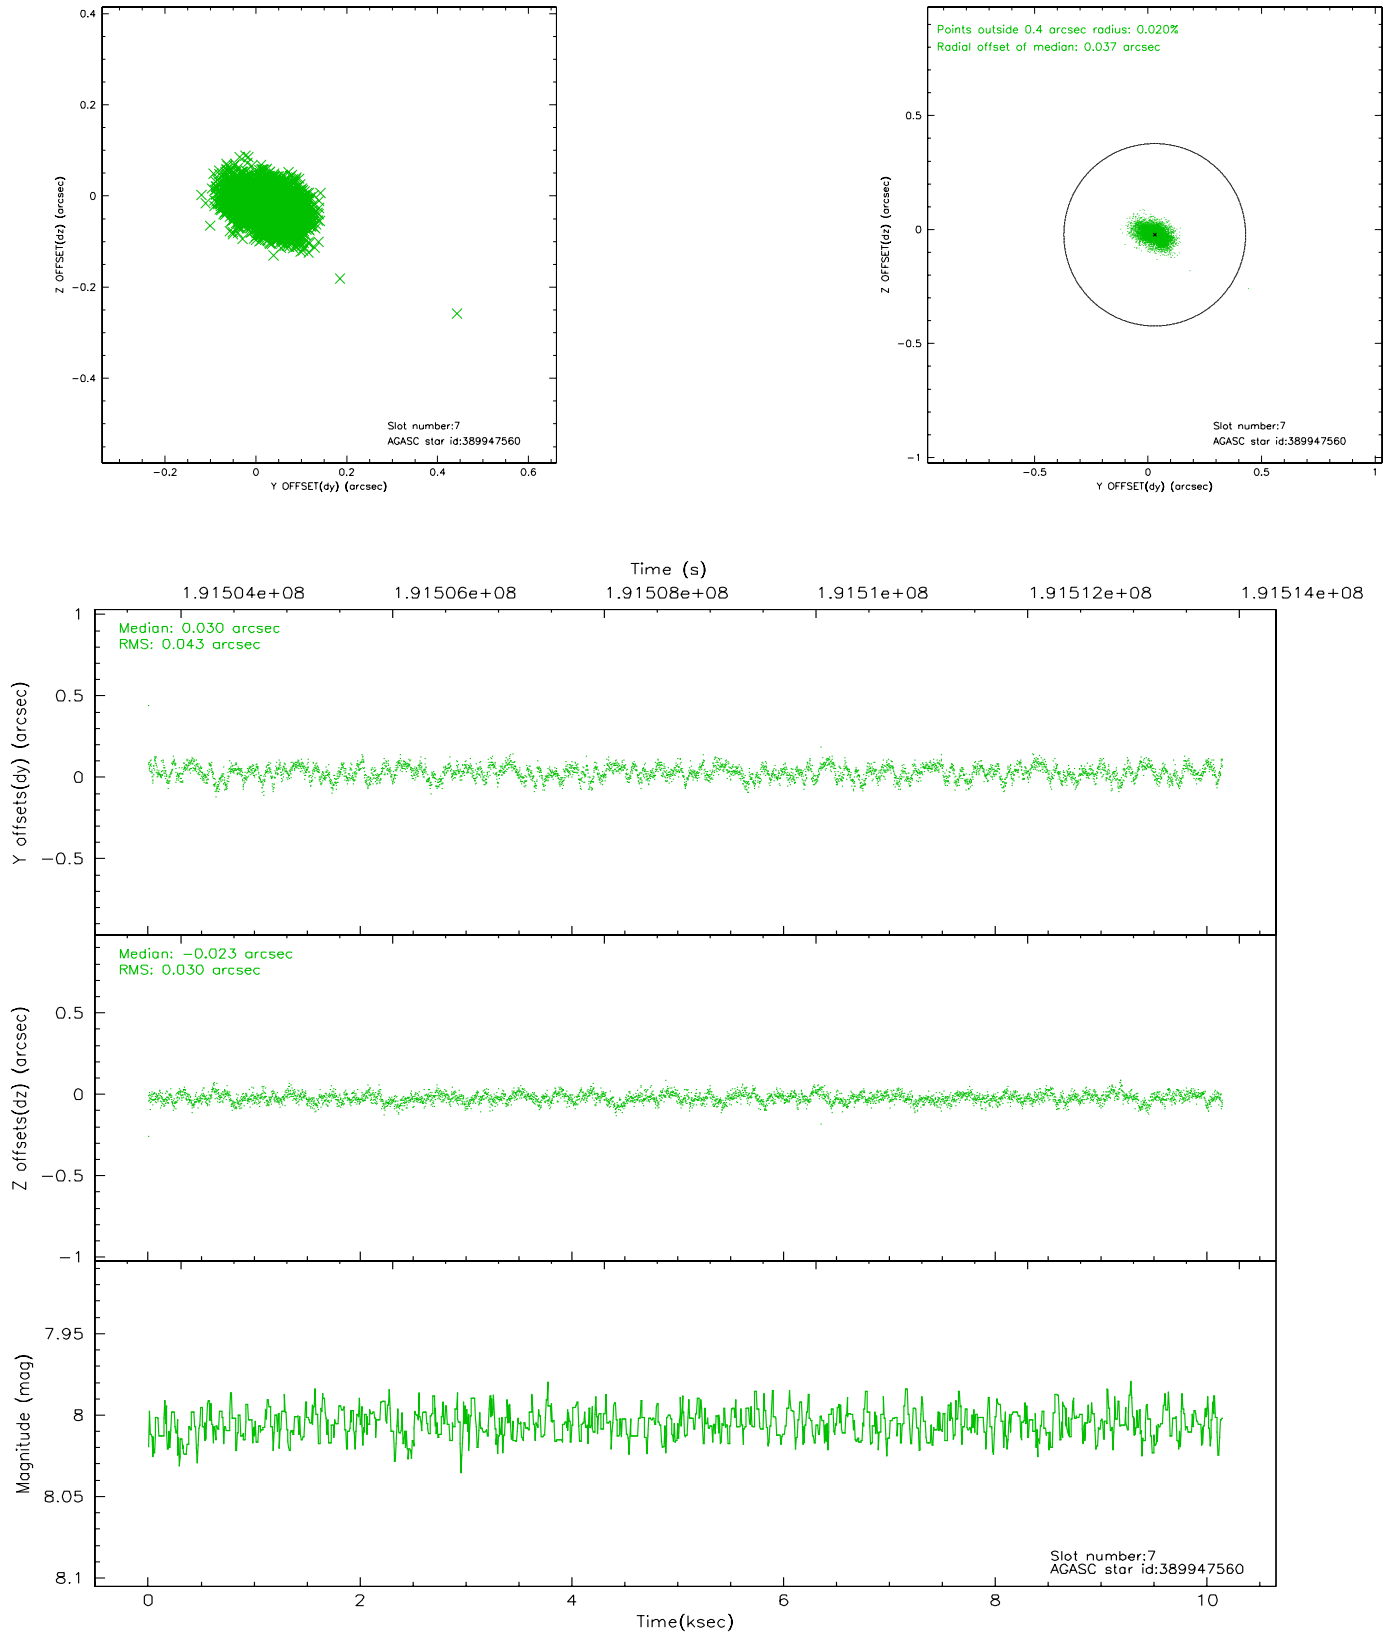 0.4
0.2
0
−0.2
−0.4
Z OFFSET(dz) (arcsec)
Slot number:7
AGASC star id:389947560
−0.2 0 0.2 0.4 0.6
Y OFFSET(dy) (arcsec)
Points outside 0.4 arcsec radius: 0.020%
Radial offset of median: 0.037 arcsec
0.5
0
−0.5
−1
Z OFFSET(dz) (arcsec)
Slot number:7
AGASC star id:389947560
−0.5 0 0.5 1
Y OFFSET(dy) (arcsec)
Time (s)
1.91504e+08 1.91506e+08 1.91508e+08 1.9151e+08 1.91512e+08 1.91514e+08
Median: 0.030 arcsec
RMS: 0.043 arcsec
1
0.5
0
−0.5
Y offsets(dy) (arcsec)
Median: −0.023 arcsec
RMS: 0.030 arcsec
0.5
0
−0.5
−1
Z offsets(dz) (arcsec)
7.95
8
8.05
8.1
Magnitude (mag)
Slot number:7
AGASC star id:389947560
0 2 4 6 8 10
Time(ksec)